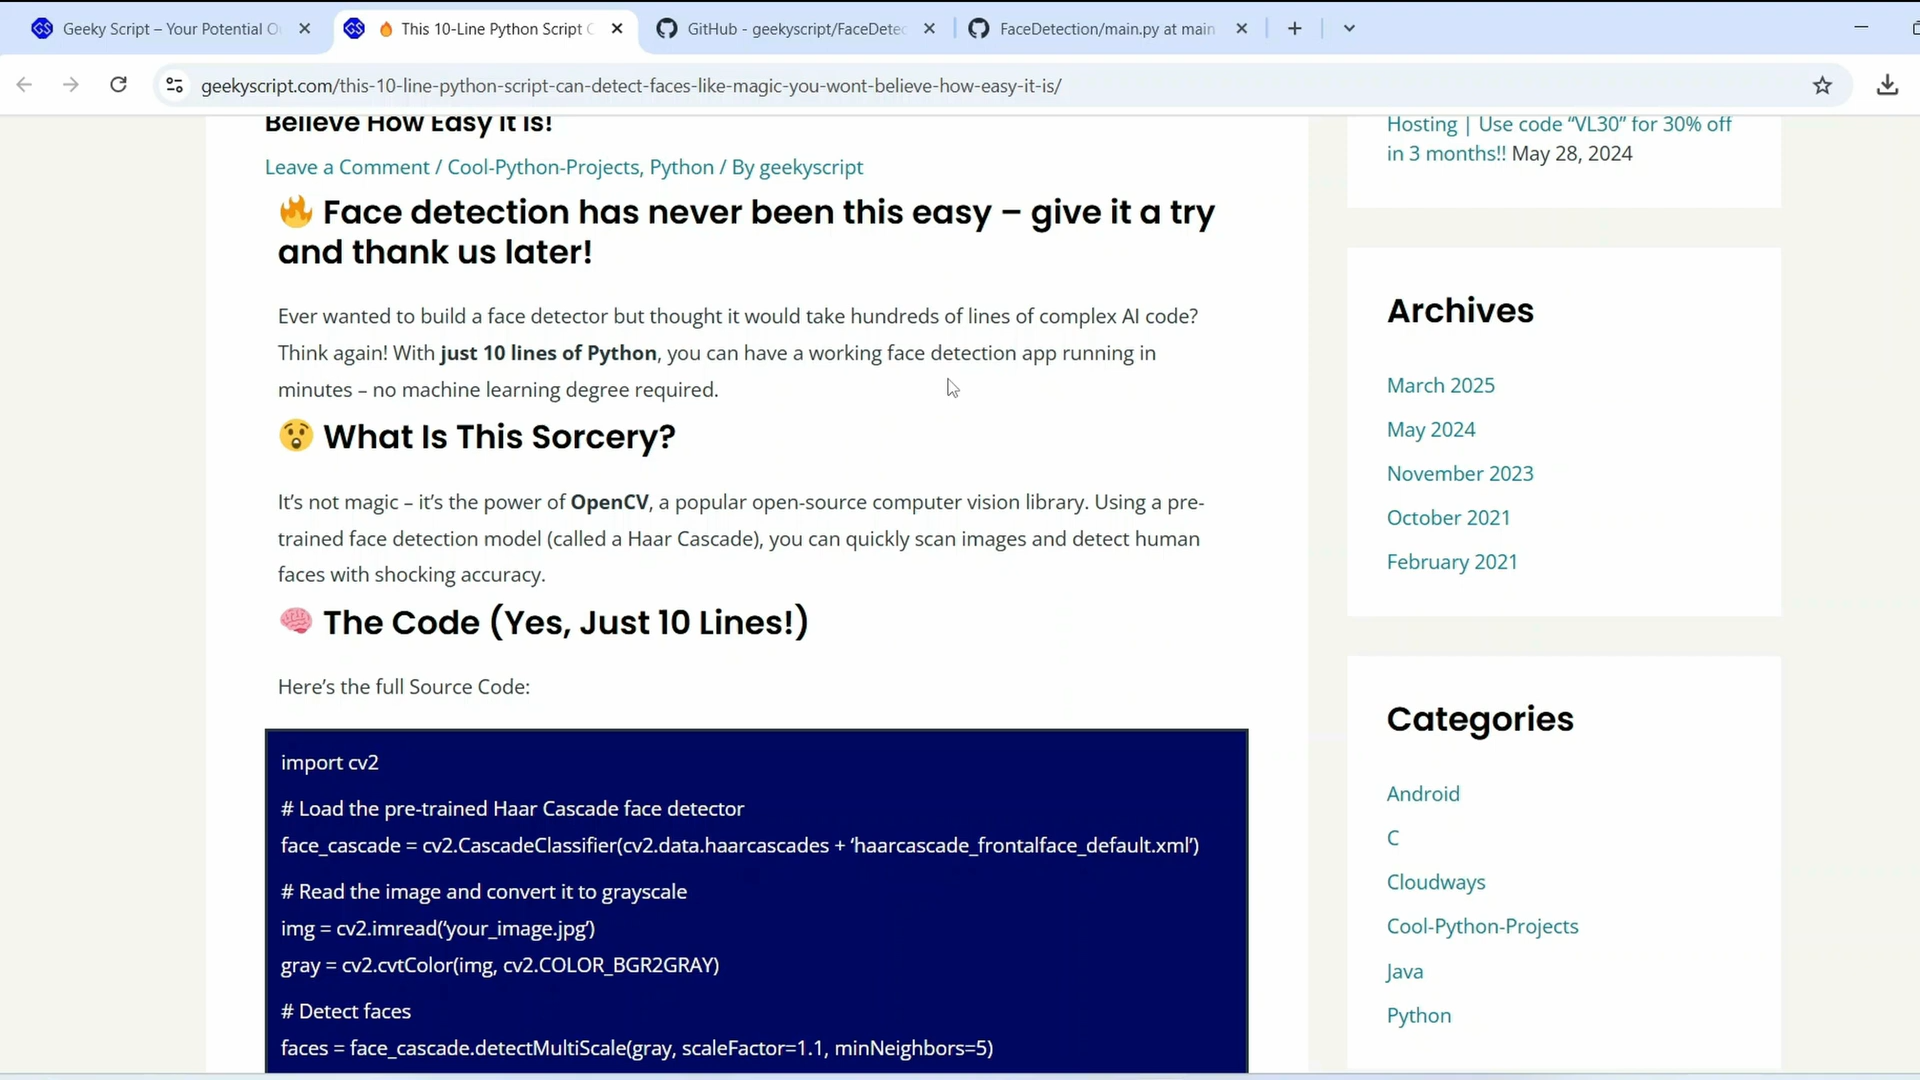 Geeky Script – Your Potential O
This 10-Line Python Script C
GitHub - geekyscript/FaceDetec
FaceDetection/main.py at main
geekyscript.com/this-10-line-python-script-can-detect-faces-like-magic-you-wont-believe-how-easy-it-is/
Believe How Easy It Is!
Leave a Comment / Cool-Python-Projects, Python / By geekyscript
🔥 Face detection has never been this easy – give it a try
and thank us later!
Ever wanted to build a face detector but thought it would take hundreds of lines of complex AI code?
Think again! With just 10 lines of Python, you can have a working face detection app running in
minutes – no machine learning degree required.
😲 What Is This Sorcery?
It’s not magic – it’s the power of OpenCV, a popular open-source computer vision library. Using a pre-
trained face detection model (called a Haar Cascade), you can quickly scan images and detect human
faces with shocking accuracy.
🧠 The Code (Yes, Just 10 Lines!)
Here’s the full Source Code:
import cv2
# Load the pre-trained Haar Cascade face detector
face_cascade = cv2.CascadeClassifier(cv2.data.haarcascades + ‘haarcascade_frontalface_default.xml’)
# Read the image and convert it to grayscale
img = cv2.imread(‘your_image.jpg’)
gray = cv2.cvtColor(img, cv2.COLOR_BGR2GRAY)
# Detect faces
faces = face_cascade.detectMultiScale(gray, scaleFactor=1.1, minNeighbors=5)
Hosting | Use code “VL30” for 30% off
in 3 months!! May 28, 2024
Archives
March 2025
May 2024
November 2023
October 2021
February 2021
Categories
Android
C
Cloudways
Cool-Python-Projects
Java
Python